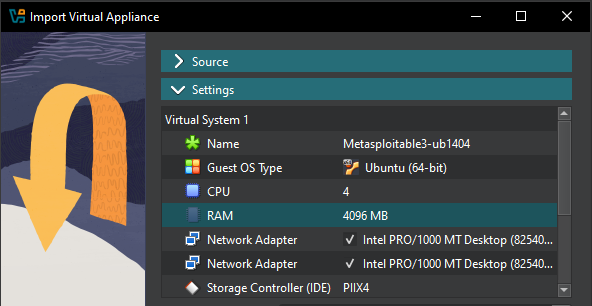 Import Virtual Appliance
Source
Settings
Virtual System 1
Name Metasploitable3-ub1404
Guest OS Type Ubuntu (64-bit)
CPU 4
RAM 4096 MB
Network Adapter Intel PRO/1000 MT Desktop (82540...
Network Adapter Intel PRO/1000 MT Desktop (82540...
Storage Controller (IDE) PIIX4